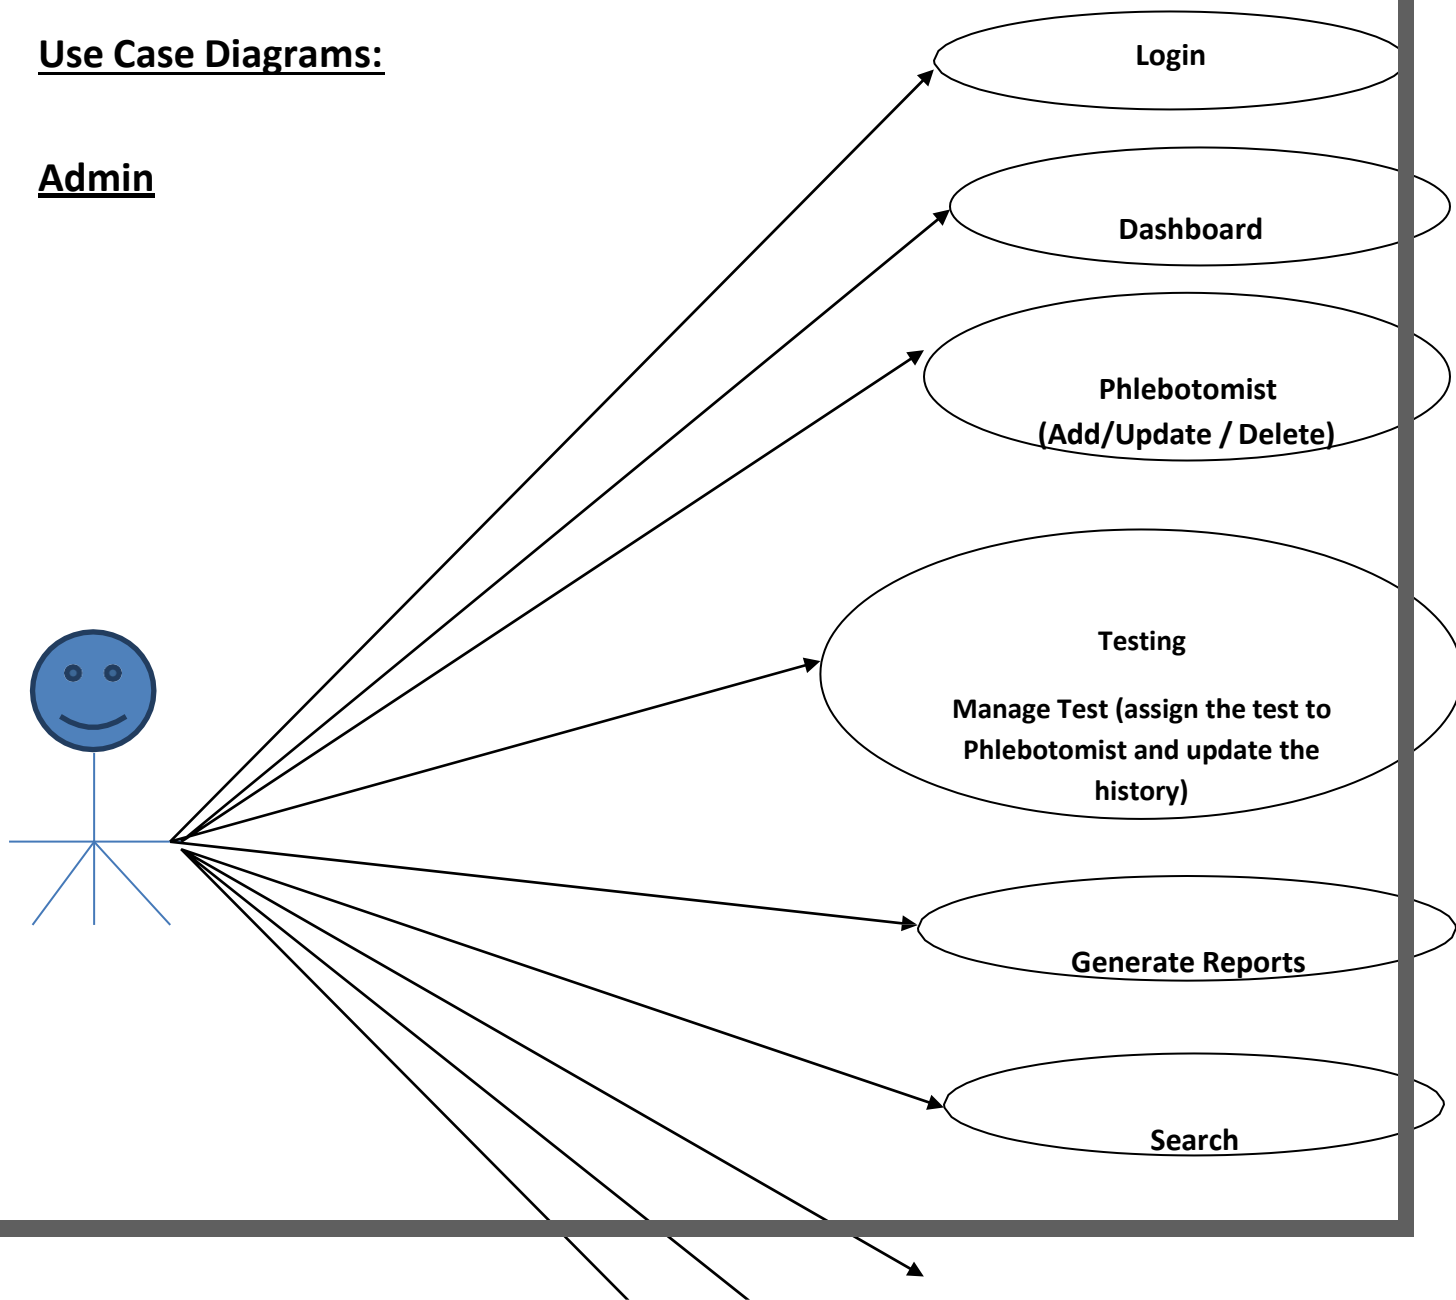 Use Case Diagrams:
Login
Admin
Dashboard
Phlebotomist
(Add/Update / Delete)
Testing
Manage Test (assign the test to
Phlebotomist and update the
history)
Generate Reports
Search